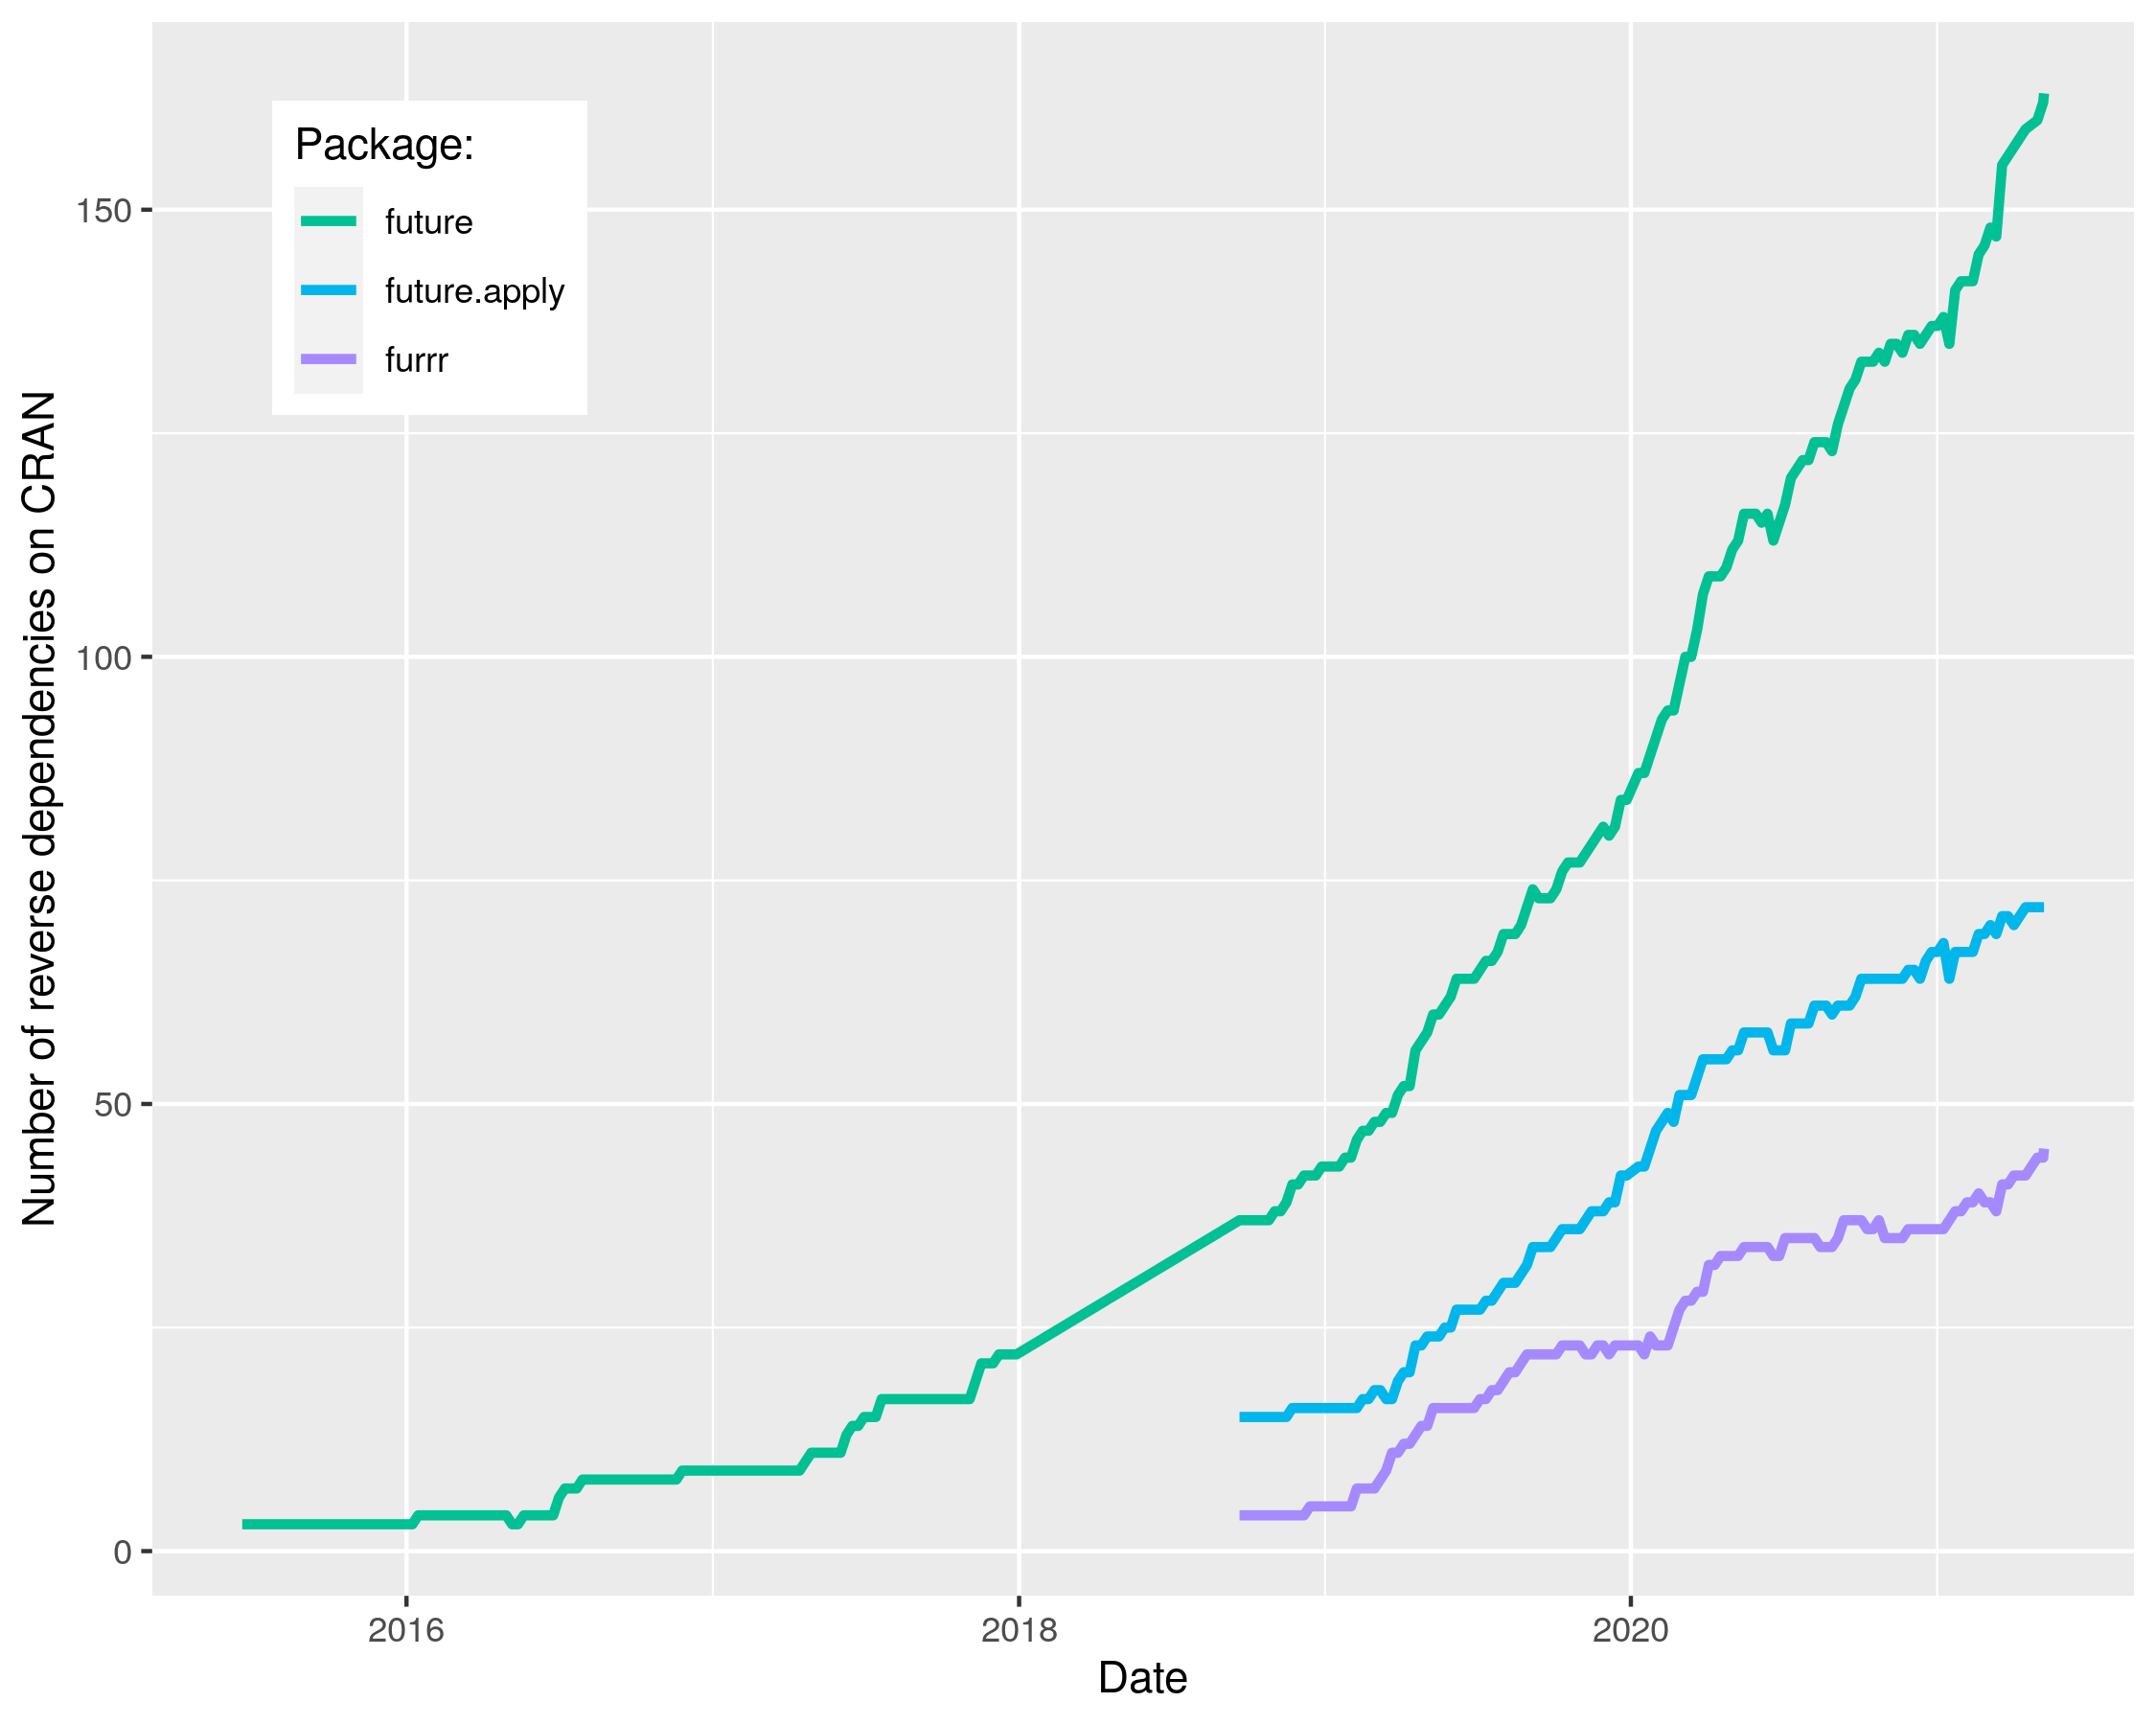 Package:
future
future.apply
furrr
150
100
50
0
Number of reverse dependencies on CRAN
2016
2018
2020
Date